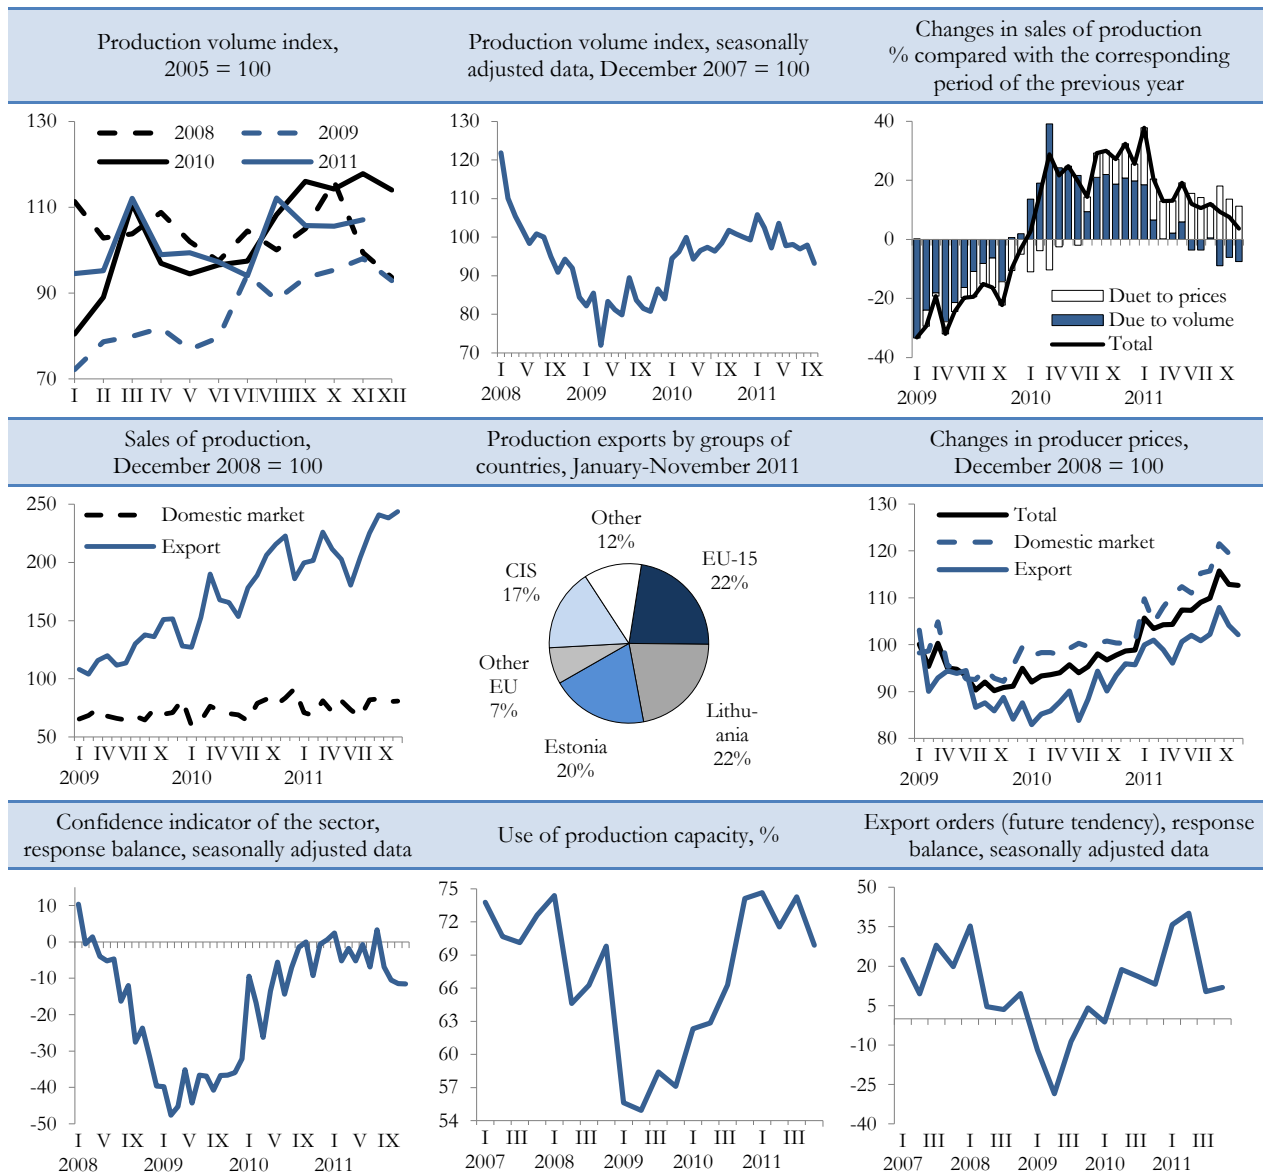 Production volume index,
2005 = 100
Production volume index, seasonally
adjusted data, December 2007 = 100
Changes in sales of production
% compared with the corresponding
period of the previous year
130
110
90
70
2008
2009
2010
2011
I II III IV V VI VII VIII IX X XI XII
130
120
110
100
90
80
70
I V IX I V IX I V IX I V IX
2008 2009 2010 2011
40
20
0
-20
-40
Duet to prices
Due to volume
Total
I IV VII X I IV VII X I IV VII X
2009 2010 2011
Sales of production,
December 2008 = 100
Production exports by groups of
countries, January-November 2011
Changes in producer prices,
December 2008 = 100
250
200
150
100
50
Domestic market
Export
I IV VII X I IV VII X I IV VII X
2009 2010 2011
Other
12%
EU-15
22%
CIS
17%
Other
EU
7%
Lithu-
ania
22%
Estonia
20%
130
120
110
100
90
80
Total
Domestic market
Export
I IV VII X I IV VII X I IV VII X
2009 2010 2011
Confidence indicator of the sector,
response balance, seasonally adjusted data
Use of production capacity, %
Export orders (future tendency), response
balance, seasonally adjusted data
10
0
-10
-20
-30
-40
-50
I V IX I V IX I V IX I V IX
2008 2009 2010 2011
75
72
69
66
63
60
57
54
I III I III I III I III I III
2007 2008 2009 2010 2011
50
35
20
5
-10
-25
-40
I III I III I III I III I III
2007 2008 2009 2010 2011